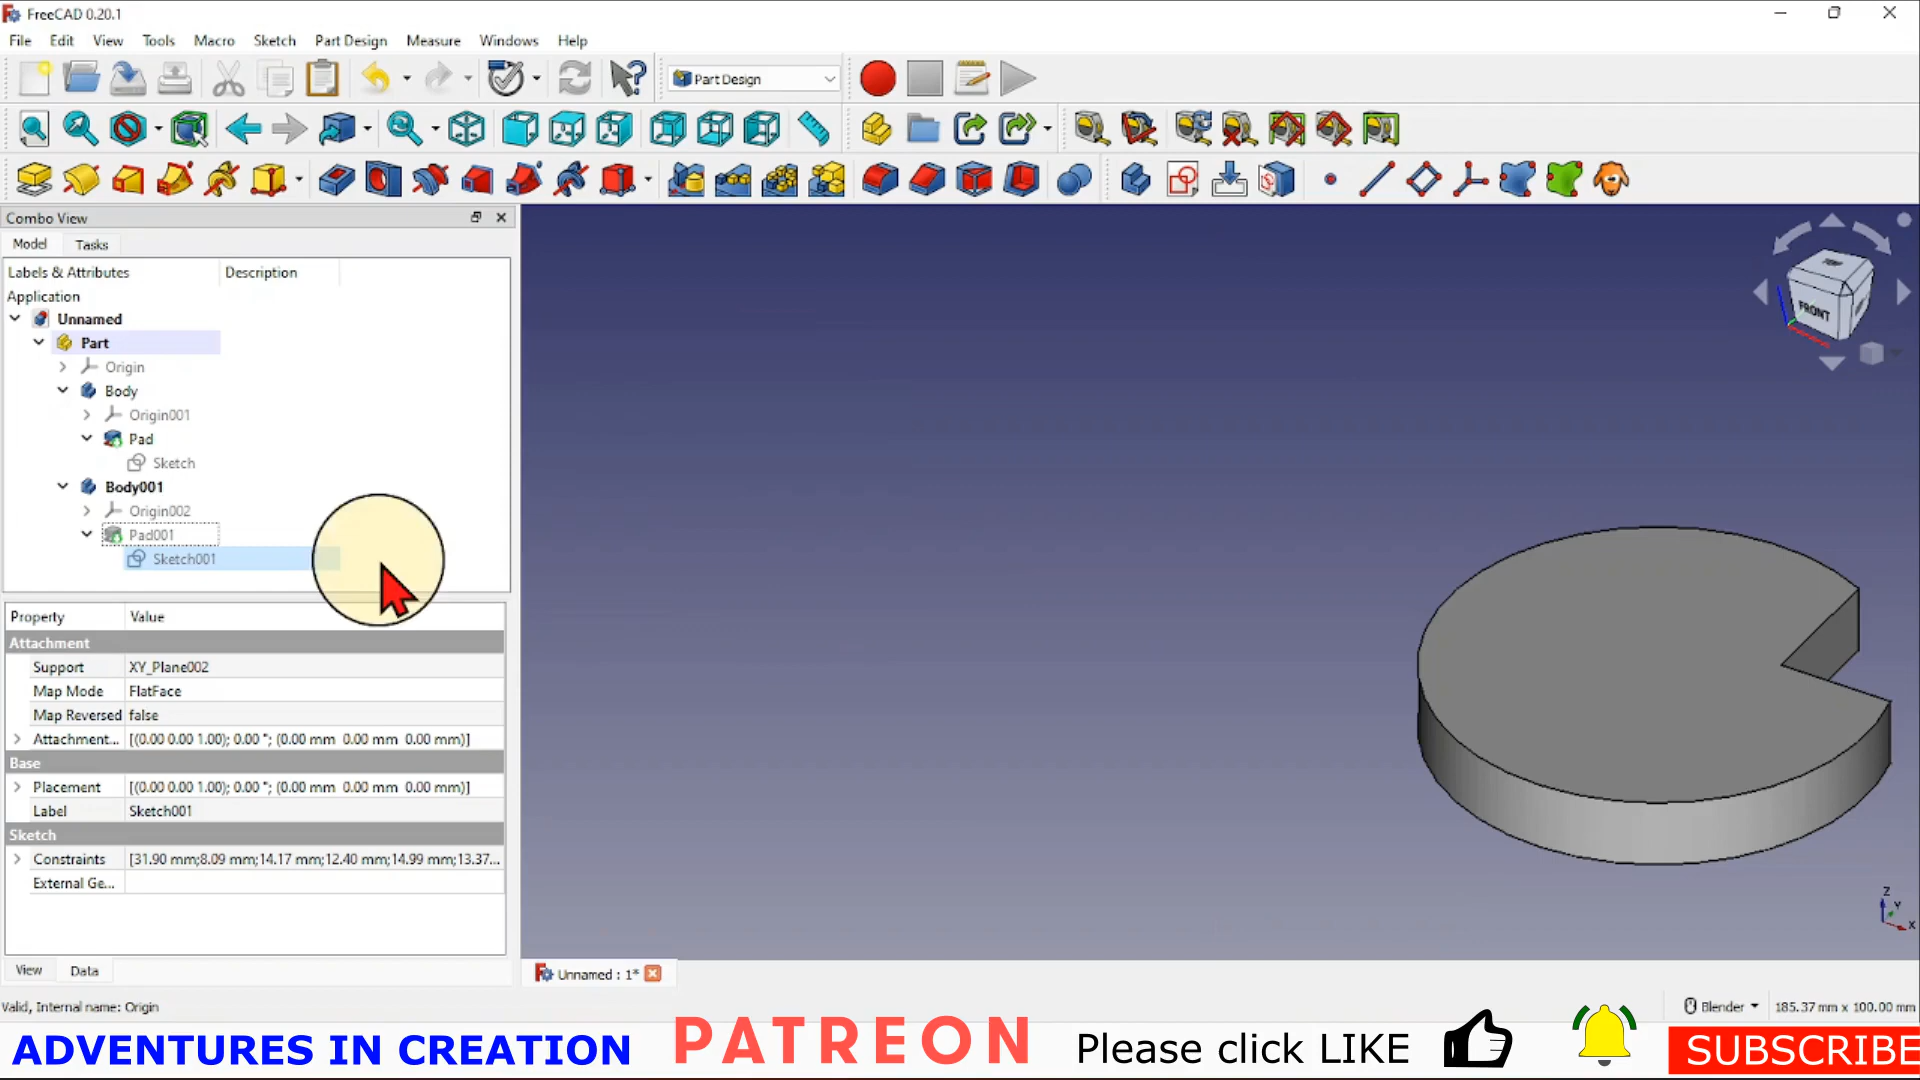 FreeCAD 0.20.1
File Edit View Tools Macro Sketch Part Design Measure Windows Help
Part Design
Combo View
Model Tasks
Labels & Attributes Description
Application
Unnamed
Part
Origin
Body
Origin001
Pad
Sketch
Body001
Origin002
Pad001
Sketch001
Property Value
Attachment
Support XY_Plane002
Map Mode FlatFace
Map Reversed false
Attachment... [(0.00 0.00 1.00); 0.00 °; (0.00 mm 0.00 mm 0.00 mm)]
Base
Placement [(0.00 0.00 1.00); 0.00 °; (0.00 mm 0.00 mm 0.00 mm)]
Label Sketch001
Sketch
Constraints [31.90 mm;8.09 mm;14.17 mm;12.40 mm;14.99 mm;13.37...
External Ge...
View Data
TOP
FRONT
Z
Y
X
Unnamed : 1*
Valid, Internal name: Origin
Blender 185.37 mm x 100.00 mm
ADVENTURES IN CREATION PATREON Please click LIKE SUBSCRIBE